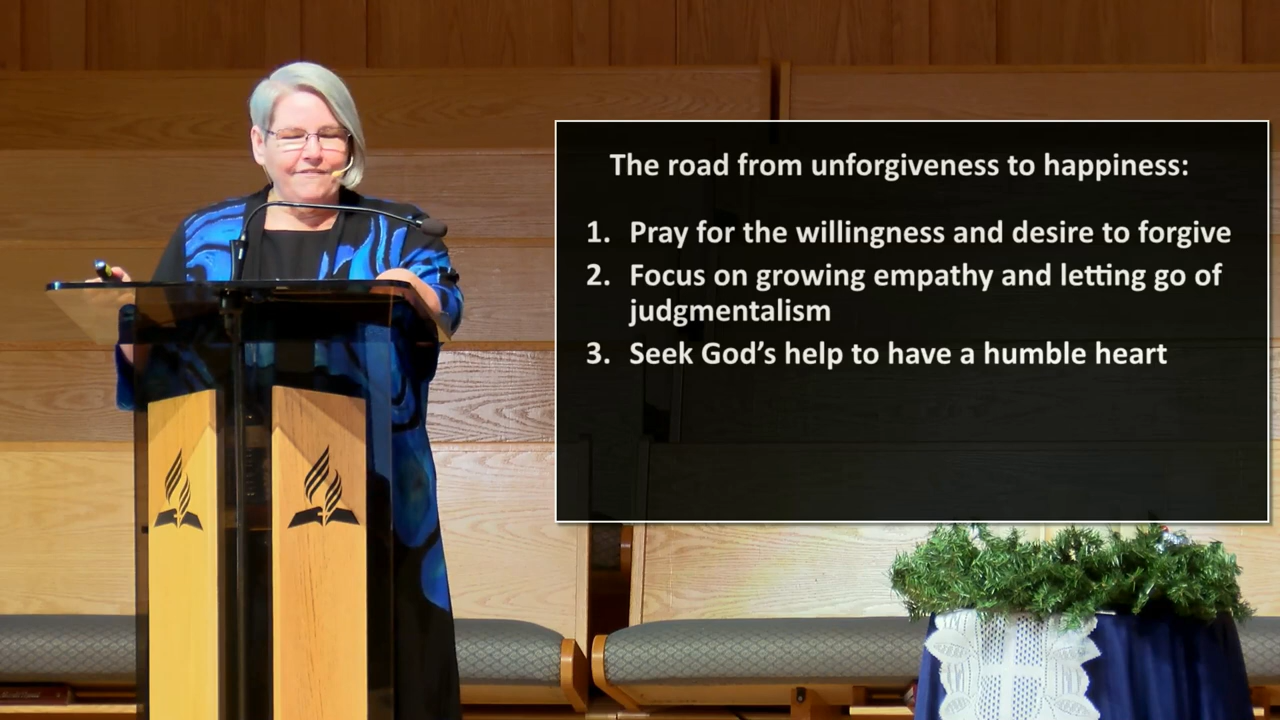 The road from unforgiveness to happiness:
1. Pray for the willingness and desire to forgive
2. Focus on growing empathy and letting go of
judgmentalism
3. Seek God's help to have a humble heart